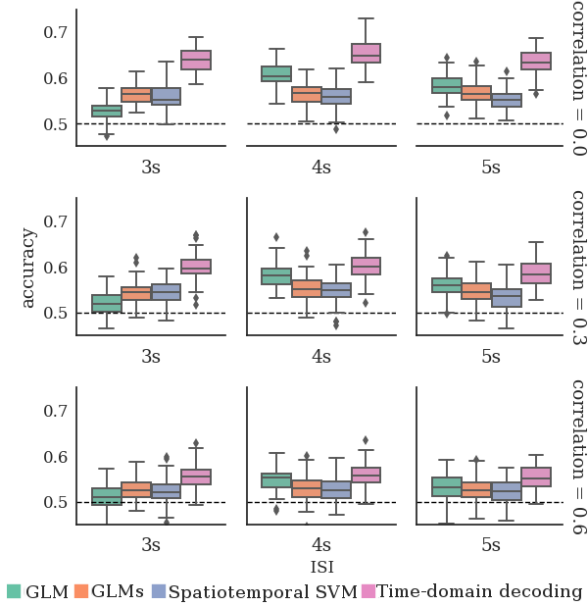 0.7
0.6
0.5
3s
4s
5s
correlation = 0.0
0.7
0.6
0.5
3s
4s
5s
correlation = 0.3
accuracy
0.7
0.6
0.5
3s
4s
5s
correlation = 0.6
ISI
GLM GLMs Spatiotemporal SVM Time-domain decoding